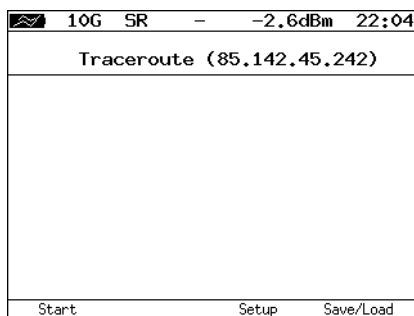 10G SR – -2.6dBm 22:04
Traceroute (85.142.45.242)
Start Setup Save/Load